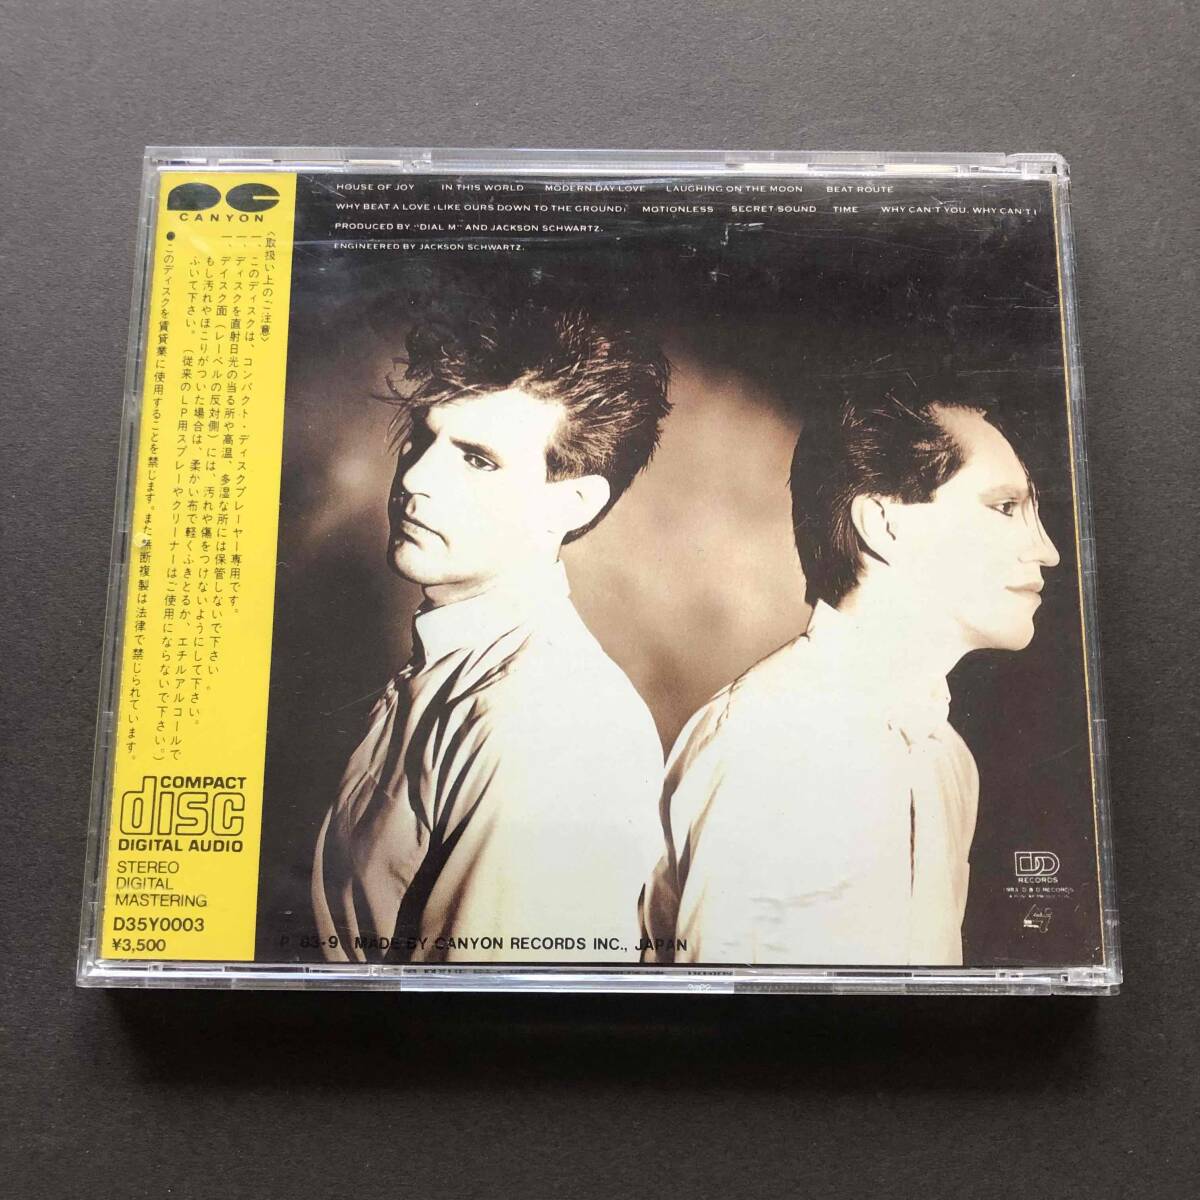 CANYON
〈取扱い上のご注意〉
一、このディスクは、コンパクト・ディスクプレーヤー専用です。
一、ディスクを直射日光の当る所や高温、多湿な所には保管しないで下さい。
一、ディスク面(レーベルの反対側)には、汚れや傷をつけないようにして下さい。
もし汚れやほこりがついた場合は、柔かい布で軽くふきとるか、エチルアルコールで
ふいて下さい。(従来のLP用スプレーやクリーナーはご使用にならないで下さい。)
●このディスクを賃貸業に使用することを禁じます。また無断複製は法律で禁じられています。
COMPACT
disc
DIGITAL AUDIO
STEREO
DIGITAL
MASTERING
D35Y0003
¥3,500
HOUSE OF JOY IN THIS WORLD MODERN DAY LOVE LAUGHING ON THE MOON BEAT ROUTE
WHY BEAT A LOVE (LIKE OURS DOWN TO THE GROUND) MOTIONLESS SECRET SOUND TIME WHY CAN'T YOU, WHY CAN'T I
PRODUCED BY "DIAL M" AND JACKSON SCHWARTZ.
ENGINEERED BY JACKSON SCHWARTZ.
D&D
RECORDS
1983 D & D RECORDS
P 83·9 MADE BY CANYON RECORDS INC., JAPAN